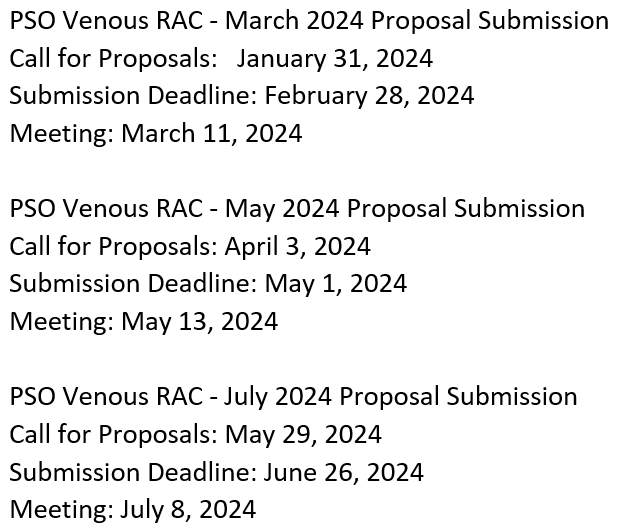 PSO Venous RAC - March 2024 Proposal Submission
Call for Proposals:   January 31, 2024
Submission Deadline: February 28, 2024
Meeting: March 11, 2024
PSO Venous RAC - May 2024 Proposal Submission
Call for Proposals: April 3, 2024
Submission Deadline: May 1, 2024
Meeting: May 13, 2024
PSO Venous RAC - July 2024 Proposal Submission
Call for Proposals: May 29, 2024
Submission Deadline: June 26, 2024
Meeting: July 8, 2024